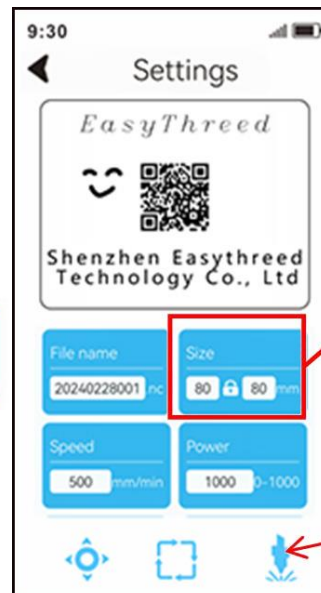 9:30
Settings
EasyThreed
Shenzhen Easythreed
Technology Co., Ltd
File name
20240228001 .nc
Size
80 80 mm
Speed
500 mm/min
Power
1000 0-1000